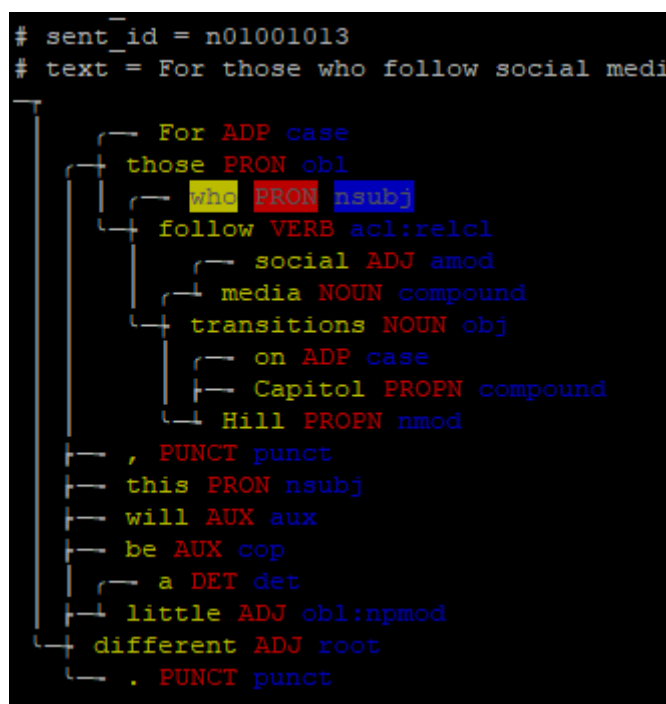 # sent_id = n01001013
# text = For those who follow social medi
For ADP case
those PRON obl
who PRON nsubj
follow VERB acl:relcl
social ADJ amod
media NOUN compound
transitions NOUN obj
on ADP case
Capitol PROPN compound
Hill PROPN nmod
, PUNCT punct
this PRON nsubj
will AUX aux
be AUX cop
a DET det
little ADJ obl:npmod
different ADJ root
. PUNCT punct